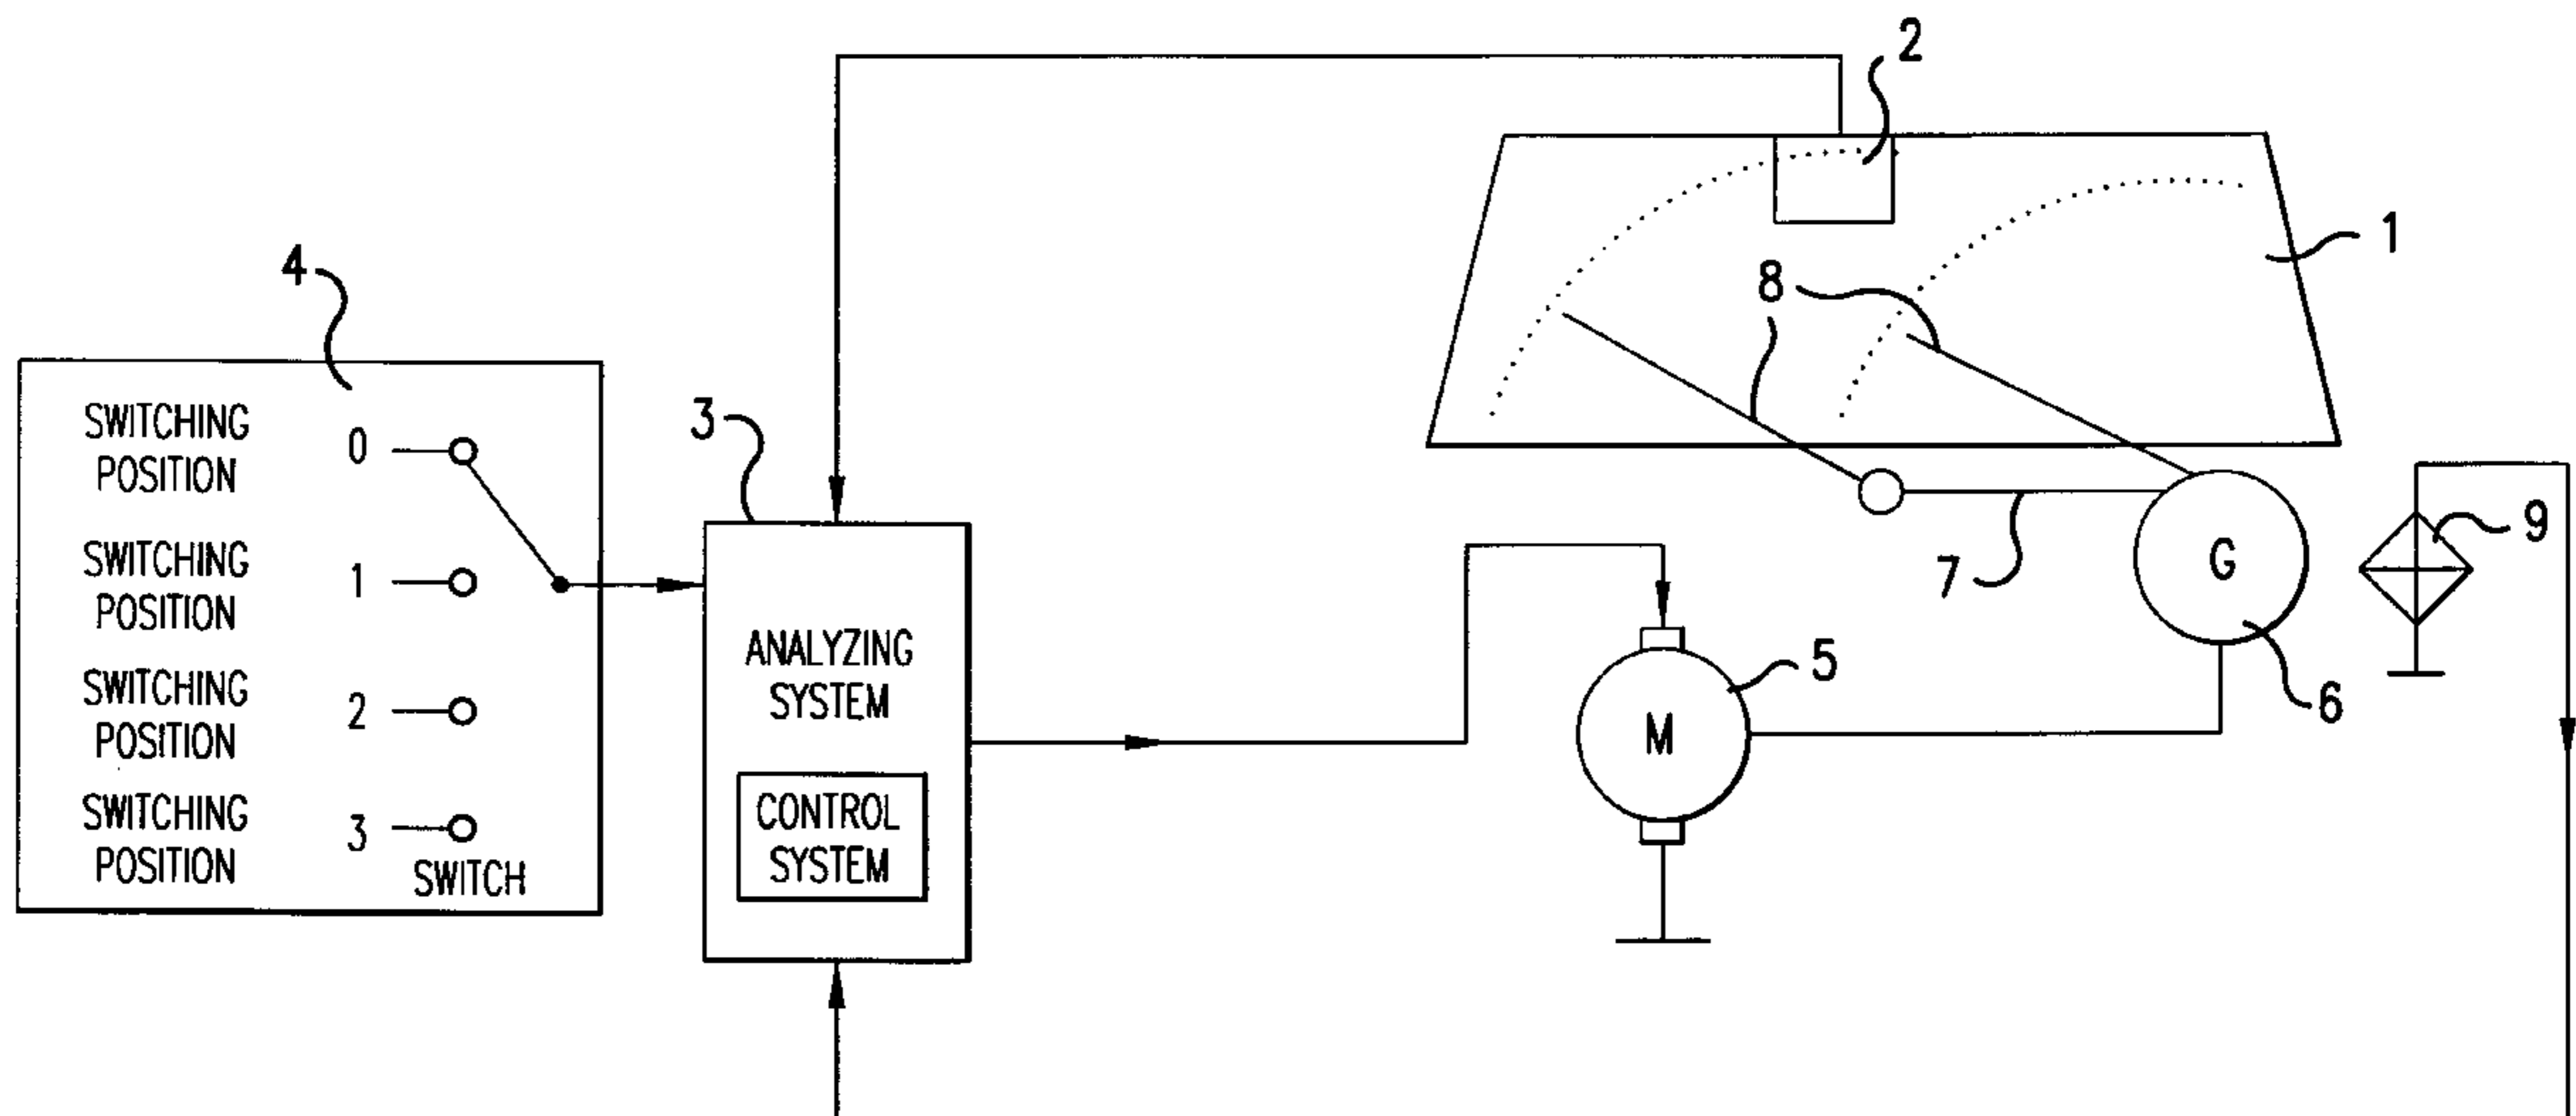 2
1
8
4
SWITCHING
POSITION
0
3
SWITCHING
POSITION
1
ANALYZING
SYSTEM
SWITCHING
POSITION
2
CONTROL
SYSTEM
SWITCHING
POSITION
3
SWITCH
7
G
9
M
5
6